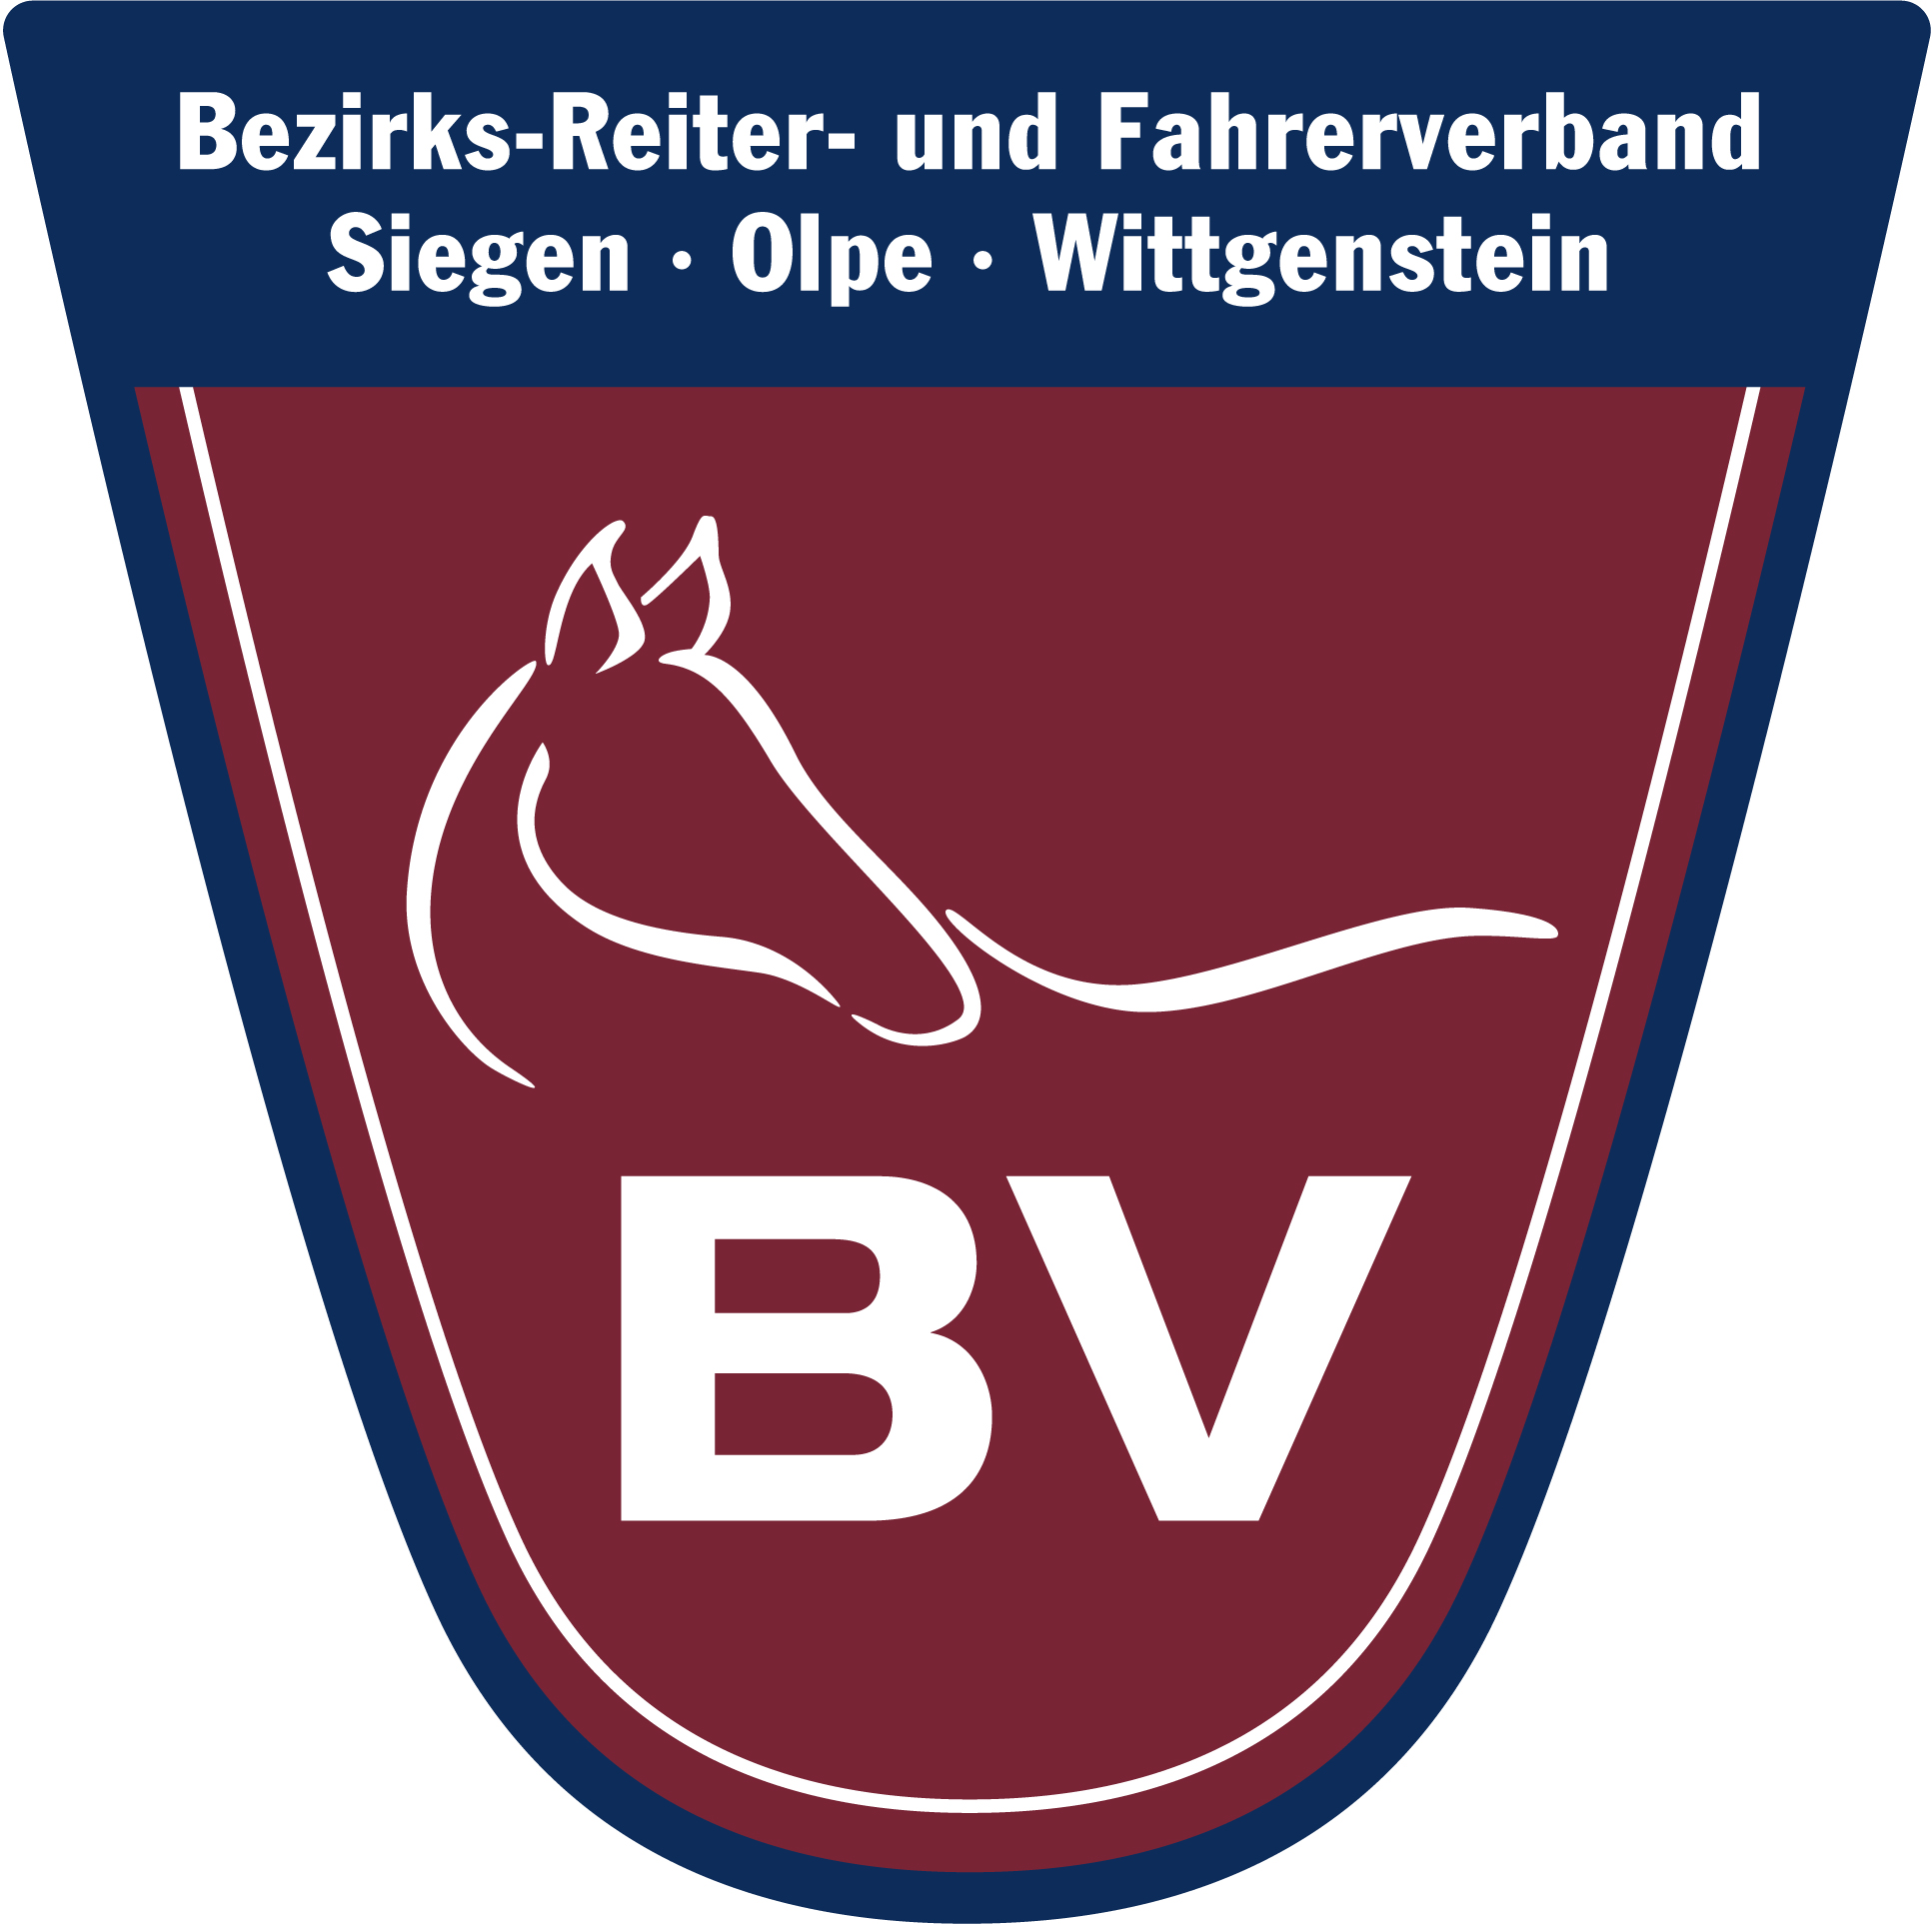 Bezirks-Reiter- und Fahrerverband
Siegen · Olpe · Wittgenstein
BV